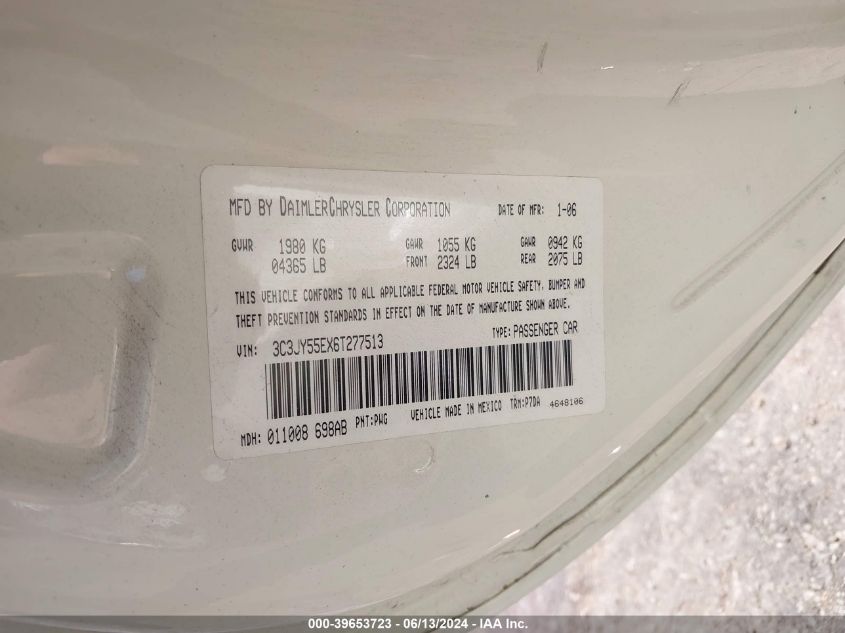 MFD BY DAIMLERCHRYSLER CORPORATION DATE OF MFR: 1-06
GVWR 1980 KG GAWR 1055 KG GAWR 0942 KG
04365 LB FRONT 2324 LB REAR 2075 LB
THIS VEHICLE CONFORMS TO ALL APPLICABLE FEDERAL MOTOR VEHICLE SAFETY, BUMPER AND
THEFT PREVENTION STANDARDS IN EFFECT ON THE DATE OF MANUFACTURE SHOWN ABOVE.
VIN: 3C3JY55EX6T277513 TYPE: PASSENGER CAR
MDH: 011008 698AB PNT: PWG VEHICLE MADE IN MEXICO TRM: P7DA 4648106
000-39653723 - 06/13/2024 - IAA Inc.